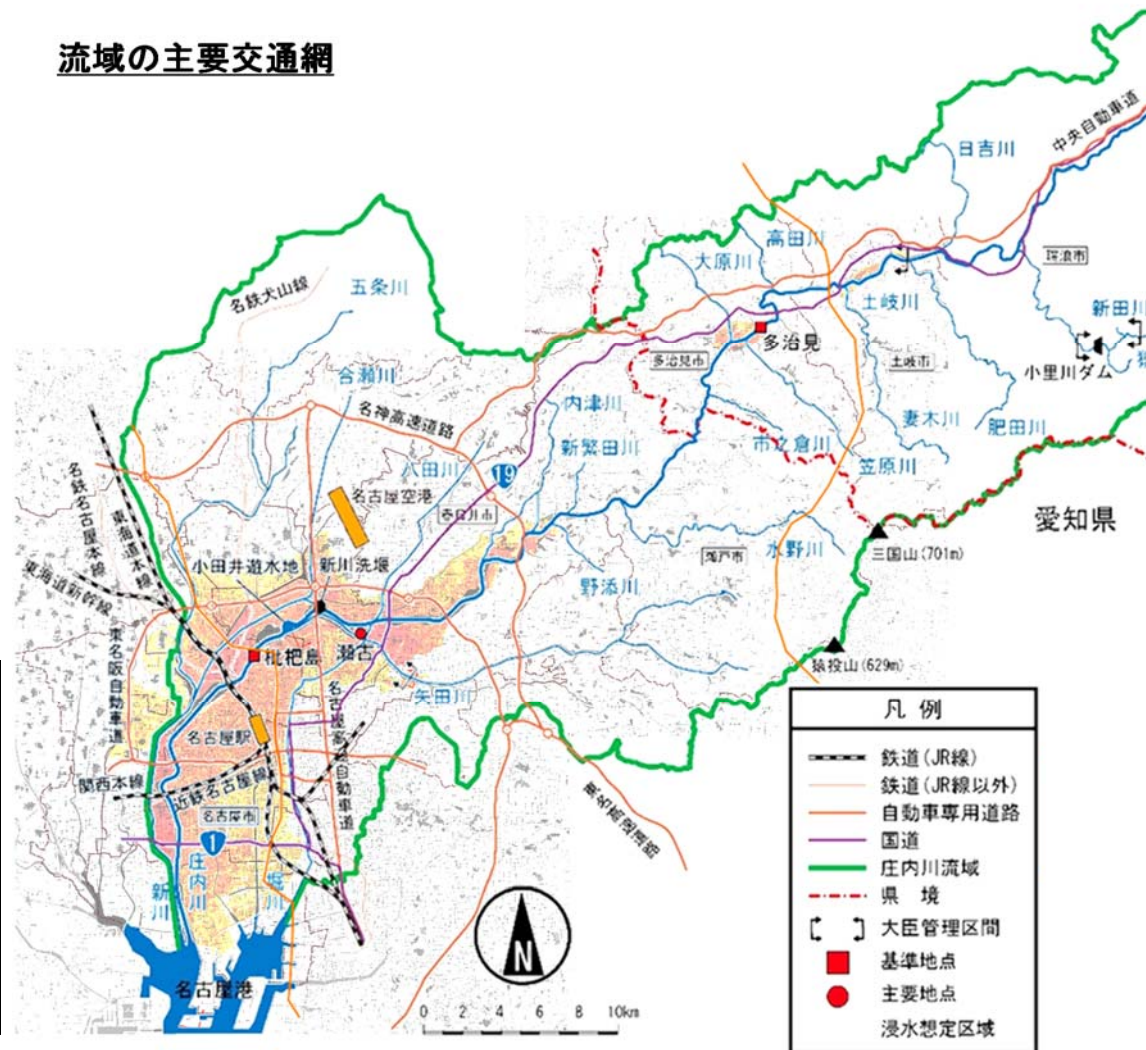 流域の主要交通網
中央自動車道
日吉川
高田川
大原川
瑞浪市
土岐川
新田川
名鉄犬山線
五条川
多治見
多治見市
土岐市
小里川ダム
合瀬川
名神高速道路
内津川
新繁田川
市之倉川
妻木川
肥田川
笠原川
八田川
19
名古屋空港
春日井市
愛知県
三国山(701m)
名鉄名古屋本線
東海道本線
東海道新幹線
小田井遊水地
新川洗堰
瀬戸市
水野川
野添川
猿投山(629m)
東名阪自動車道
枇杷島
瀬古
矢田川
名古屋駅
関西本線
近鉄名古屋線
名古屋市
東名高速道路
1
新川
庄内川
堀川
名古屋港
N
0 2 4 6 8 10km
凡 例
鉄道(JR線)
鉄道(JR線以外)
自動車専用道路
国道
庄内川流域
県 境
大臣管理区間
基準地点
主要地点
浸水想定区域